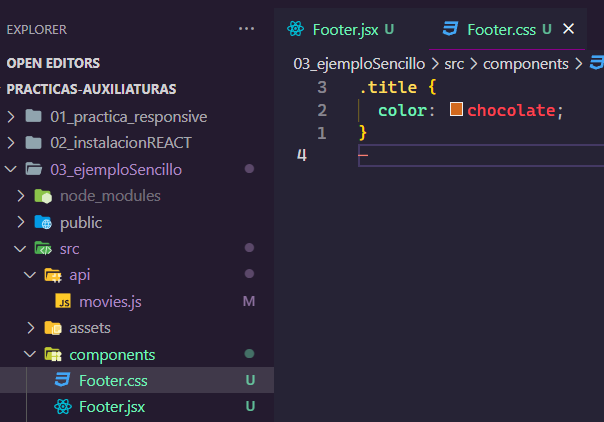 EXPLORER
OPEN EDITORS
PRACTICAS-AUXILIATURAS
01_practica_responsive
02_instalacionREACT
03_ejemploSencillo
node_modules
public
src
api
JS movies.js M
assets
components
Footer.css U
Footer.jsx U
Footer.jsx U Footer.css U
03_ejemploSencillo > src > components >
3 .title {
2 color: chocolate;
1 }
4